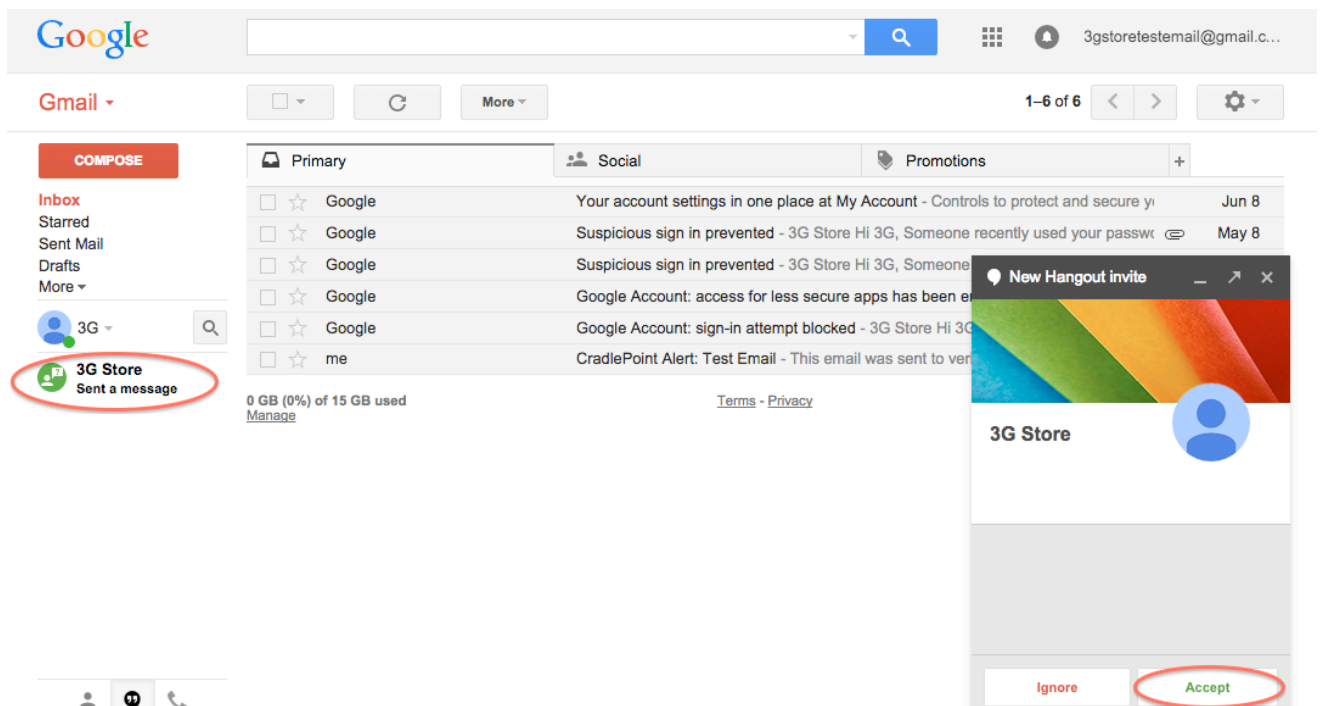 Google
3gstoretestemail@gmail.c...
Gmail
More
1–6 of 6
COMPOSE
Primary
Social
Promotions
+
Inbox
Starred
Sent Mail
Drafts
More
Google Your account settings in one place at My Account - Controls to protect and secure Jun 8
Google Suspicious sign in prevented - 3G Store Hi 3G, Someone recently used your May 8
Google Suspicious sign in prevented - 3G Store Hi 3G, Someone
Google Google Account: access for less secure apps has been
Google Google Account: sign-in attempt blocked - 3G Store Hi
me CradlePoint Alert: Test Email - This email was sent to
3G
3G Store
Sent a message
0 GB (0%) of 15 GB used
Manage
Terms - Privacy
New Hangout invite
3G Store
Ignore
Accept